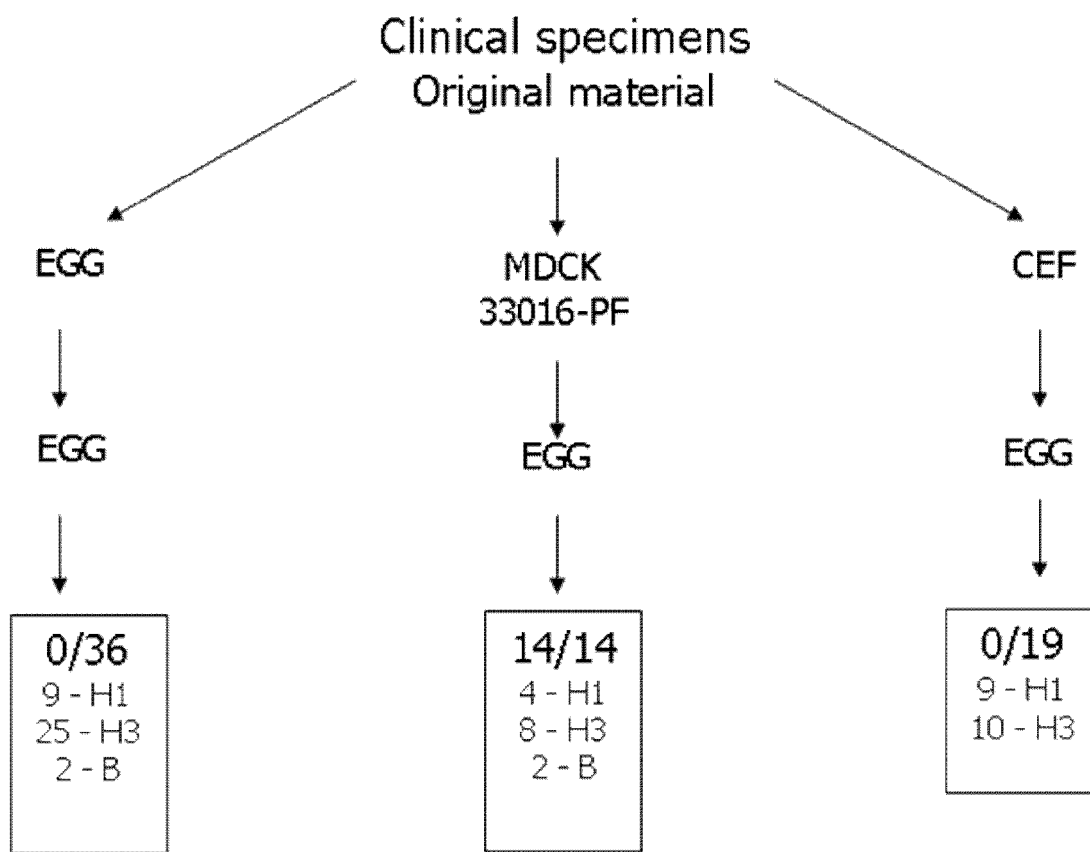 Clinical specimens
Original material
EGG
MDCK
33016-PF
CEF
EGG
EGG
EGG
0/36
9 - H1
25 - H3
2 - B
14/14
4 - H1
8 - H3
2 - B
0/19
9 - H1
10 - H3